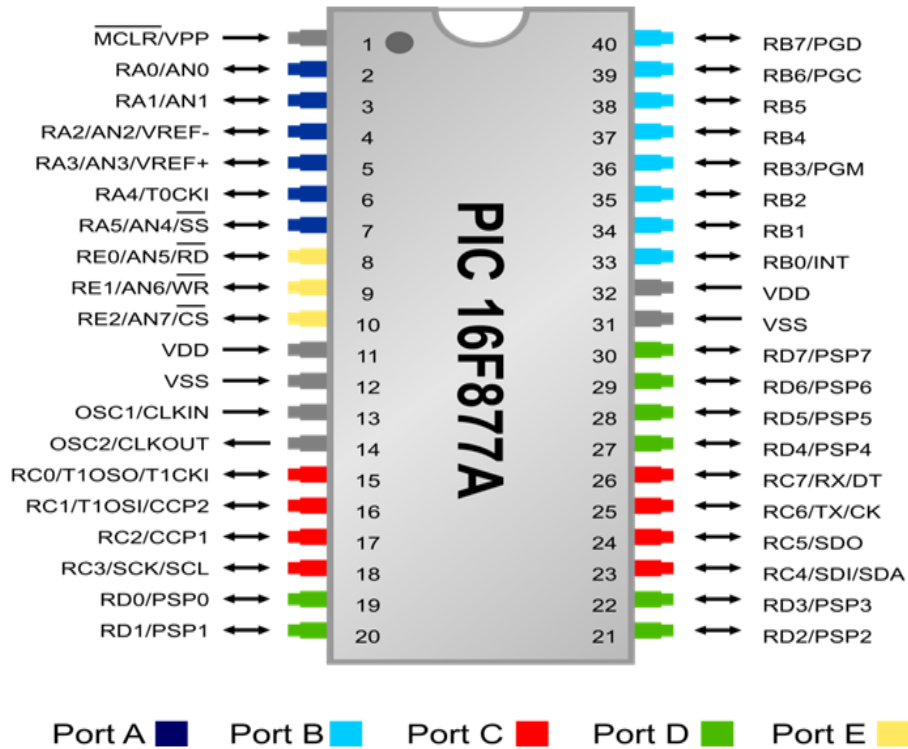 MCLR/VPP 1 40 RB7/PGD
RA0/AN0 2 39 RB6/PGC
RA1/AN1 3 38 RB5
RA2/AN2/VREF- 4 37 RB4
RA3/AN3/VREF+ 5 36 RB3/PGM
RA4/T0CKI 6 35 RB2
RA5/AN4/SS 7 34 RB1
RE0/AN5/RD 8 33 RB0/INT
RE1/AN6/WR 9 32 VDD
RE2/AN7/CS 10 31 VSS
VDD 11 30 RD7/PSP7
VSS 12 29 RD6/PSP6
OSC1/CLKIN 13 28 RD5/PSP5
OSC2/CLKOUT 14 27 RD4/PSP4
RC0/T1OSO/T1CKI 15 26 RC7/RX/DT
RC1/T1OSI/CCP2 16 25 RC6/TX/CK
RC2/CCP1 17 24 RC5/SDO
RC3/SCK/SCL 18 23 RC4/SDI/SDA
RD0/PSP0 19 22 RD3/PSP3
RD1/PSP1 20 21 RD2/PSP2
PIC 16F877A
Port A Port B Port C Port D Port E